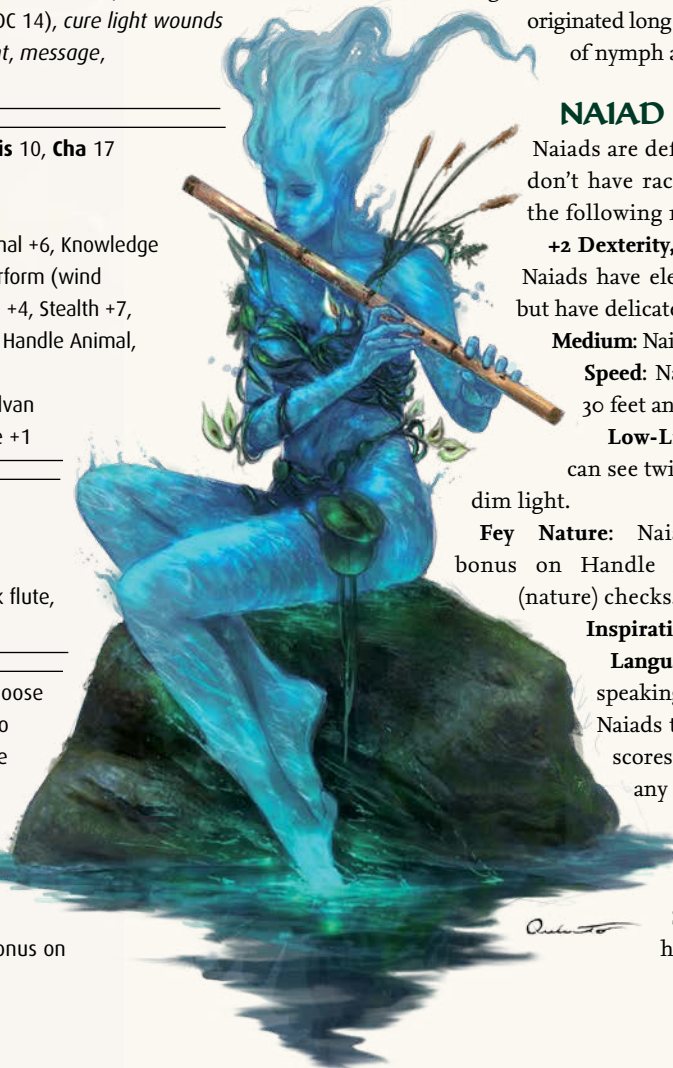 DC 14), cure light wounds
nt, message,
is 10, Cha 17
nal +6, Knowledge
rform (wind
+4, Stealth +7,
Handle Animal,
lvan
e +1
k flute,
oose
o
e
onus on
originated long
of nymph a
NAIAD
Naiads are def
don't have rac
the following r
+2 Dexterity,
Naiads have ele
but have delicate
Medium: Nai
Speed: Na
30 feet an
Low-L
can see twi
dim light.
Fey Nature: Naia
bonus on Handle
(nature) checks.
Inspirati
Langu
speaking
Naiads t
scores
any
h